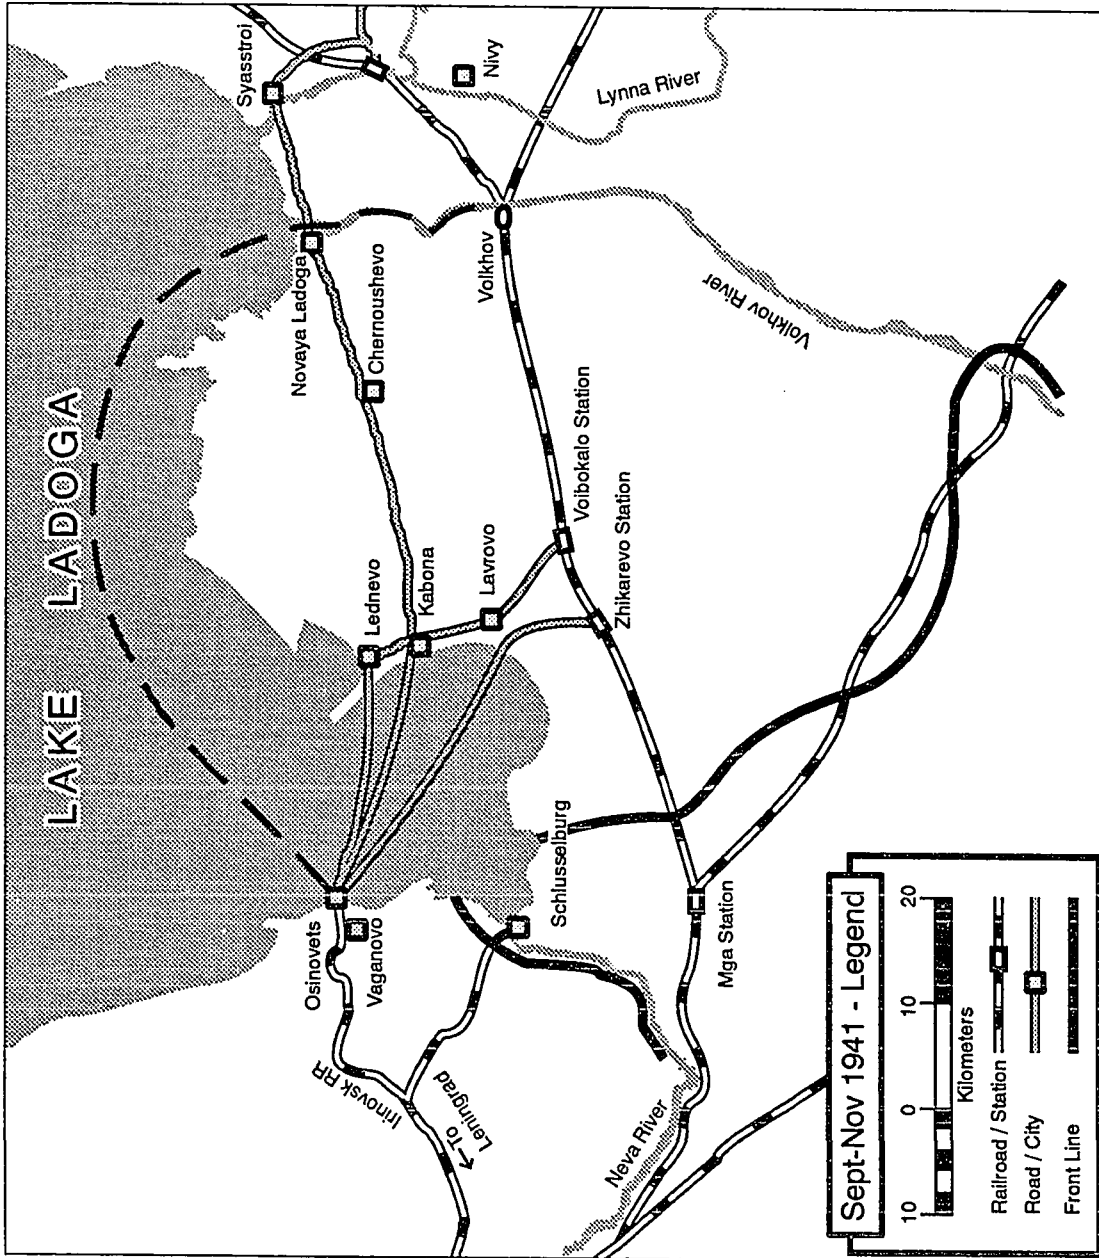 LAKE LADOGA
Syasstroi
Nivy
Lynna River
Novaya Ladoga
Chernoushevo
Volkhov
Volkhov River
Lednevo
Kabona
Lavrovo
Voibokalo Station
Zhikarevo Station
Osinovets
Vaganovo
Schlusselburg
Mga Station
Irinovsk RR
←To
Leningrad
Neva River
Sept-Nov 1941 - Legend
10 0 10 20
Kilometers
Railroad / Station
Road / City
Front Line